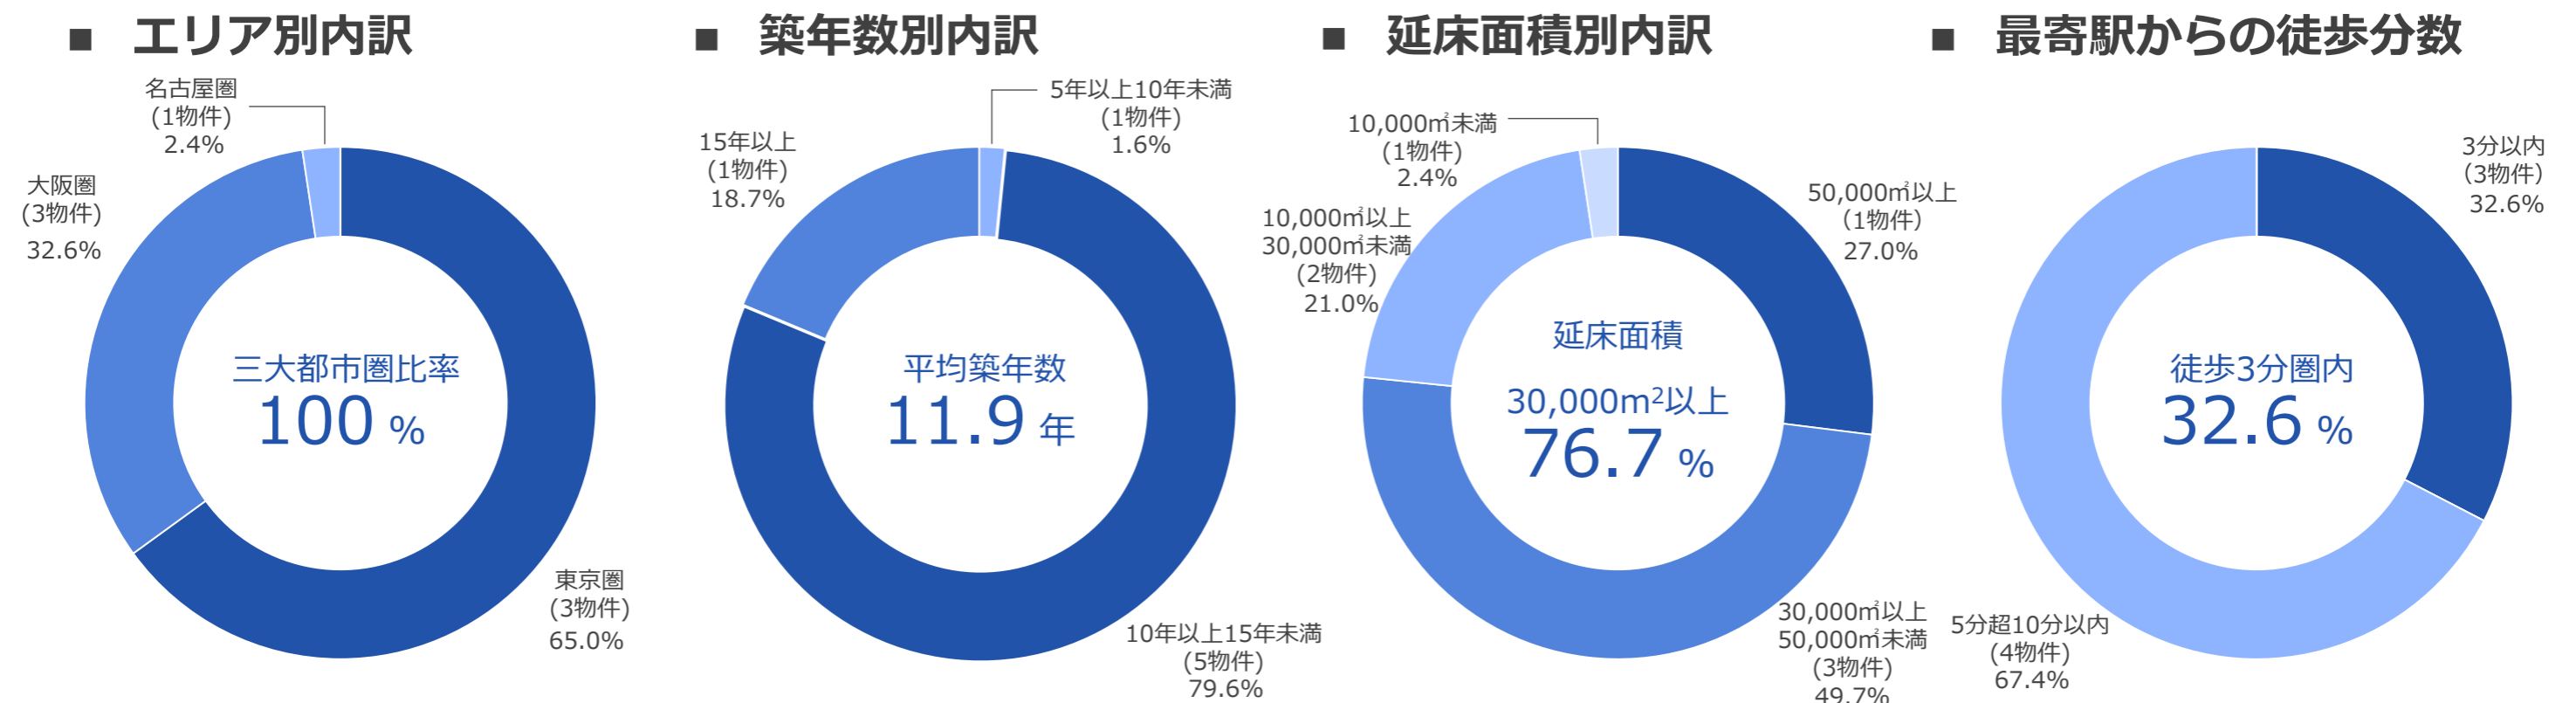 ■ エリア別内訳
名古屋圏
(1物件)
2.4%
大阪圏
(3物件)
32.6%
三大都市圏比率
100 %
東京圏
(3物件)
65.0%
■ 築年数別内訳
5年以上10年未満
(1物件)
1.6%
15年以上
(1物件)
18.7%
平均築年数
11.9 年
10年以上15年未満
(5物件)
79.6%
■ 延床面積別内訳
10,000㎡未満
(1物件)
2.4%
50,000㎡以上
(1物件)
27.0%
10,000㎡以上
30,000㎡未満
(2物件)
21.0%
延床面積
30,000m²以上
76.7 %
30,000㎡以上
50,000㎡未満
(3物件)
49.7%
■ 最寄駅からの徒歩分数
3分以内
(3物件)
32.6%
徒歩3分圏内
32.6 %
5分超10分以内
(4物件)
67.4%